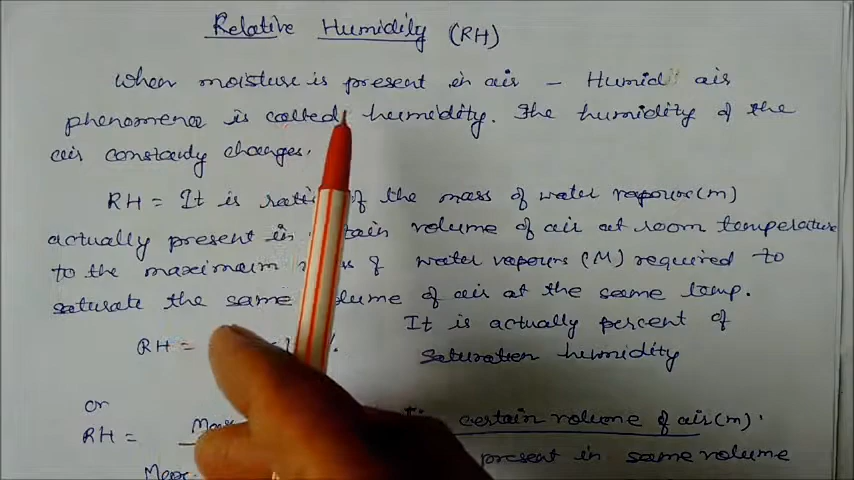 Relative Humidity (RH)
When moisture is present in air - Humid air
phenomena is called humidity. The humidity of the
air constantly changes.
RH = It is ratio of the mass of water vapours (m)
actually present in tain volume of air at room temperature
to the maximum of water vapours (M) required to
saturate the same volume of air at the same temp.
It is actually percent of
RH = %.
saturation humidity
or
certain volume of air (m).
RH =
present in same volume